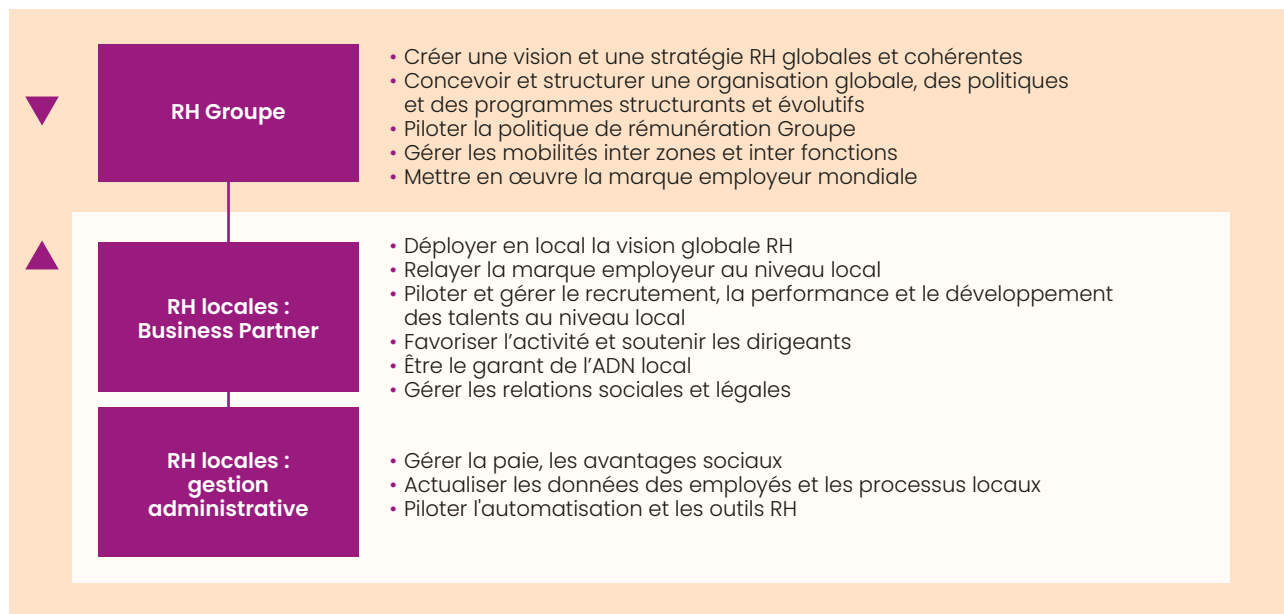 RH Groupe
• Créer une vision et une stratégie RH globales et cohérentes
• Concevoir et structurer une organisation globale, des politiques
et des programmes structurants et évolutifs
• Piloter la politique de rémunération Groupe
• Gérer les mobilités inter zones et inter fonctions
• Mettre en œuvre la marque employeur mondiale
RH locales :
Business Partner
• Déployer en local la vision globale RH
• Relayer la marque employeur au niveau local
• Piloter et gérer le recrutement, la performance et le développement
des talents au niveau local
• Favoriser l’activité et soutenir les dirigeants
• Être le garant de l’ADN local
• Gérer les relations sociales et légales
RH locales :
gestion
administrative
• Gérer la paie, les avantages sociaux
• Actualiser les données des employés et les processus locaux
• Piloter l'automatisation et les outils RH